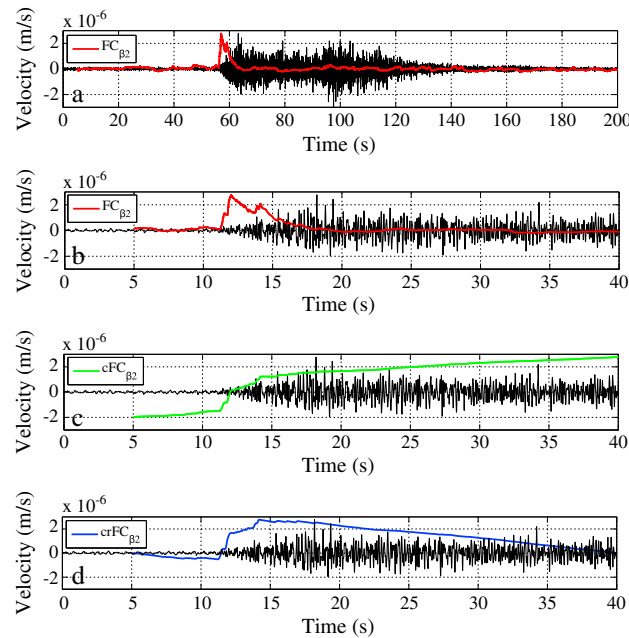 x 10⁻⁶
Velocity (m/s)
2
0
-2
FCβ2
a
0 20 40 60 80 100 120 140 160 180 200
Time (s)
x 10⁻⁶
Velocity (m/s)
2
0
-2
FCβ2
b
0 5 10 15 20 25 30 35 40
Time (s)
x 10⁻⁶
Velocity (m/s)
2
0
-2
cFCβ2
c
0 5 10 15 20 25 30 35 40
Time (s)
x 10⁻⁶
Velocity (m/s)
2
0
-2
crFCβ2
d
0 5 10 15 20 25 30 35 40
Time (s)